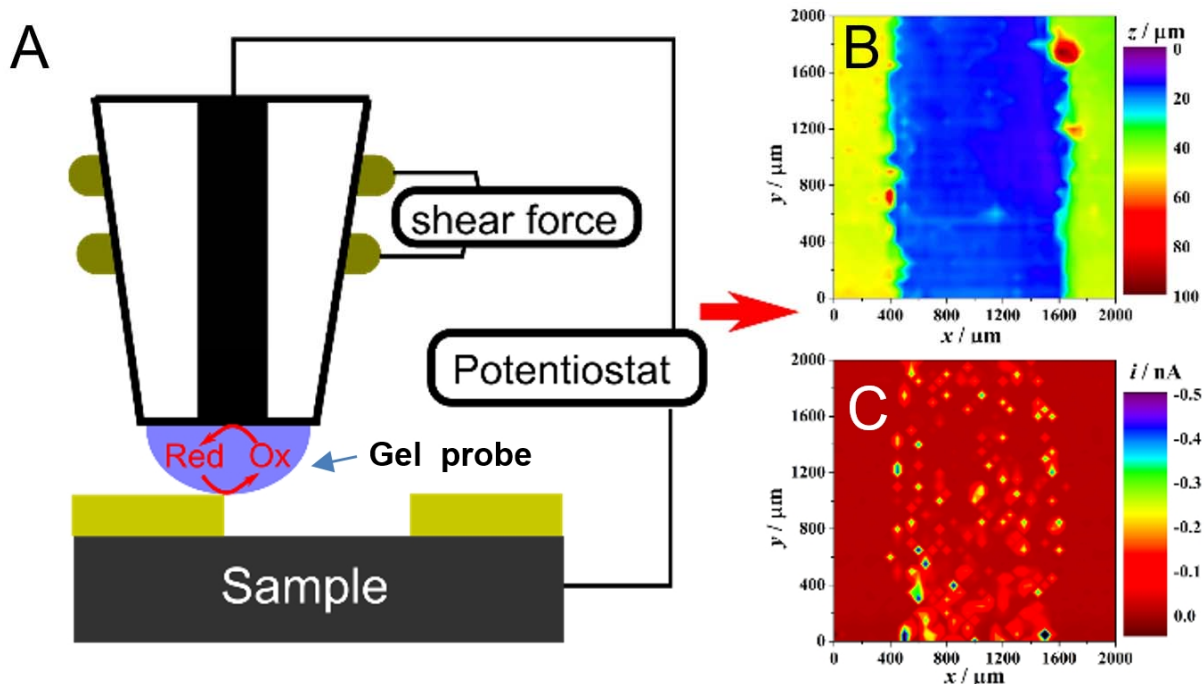 A
shear force
Potentiostat
Red Ox
Gel probe
Sample
B
2000
1600
1200
800
400
0
y / µm
0 400 800 1200 1600 2000
x / µm
z / µm
0
20
40
60
80
100
C
2000
1600
1200
800
400
0
y / µm
0 400 800 1200 1600 2000
x / µm
i / nA
-0.5
-0.4
-0.3
-0.2
-0.1
0.0